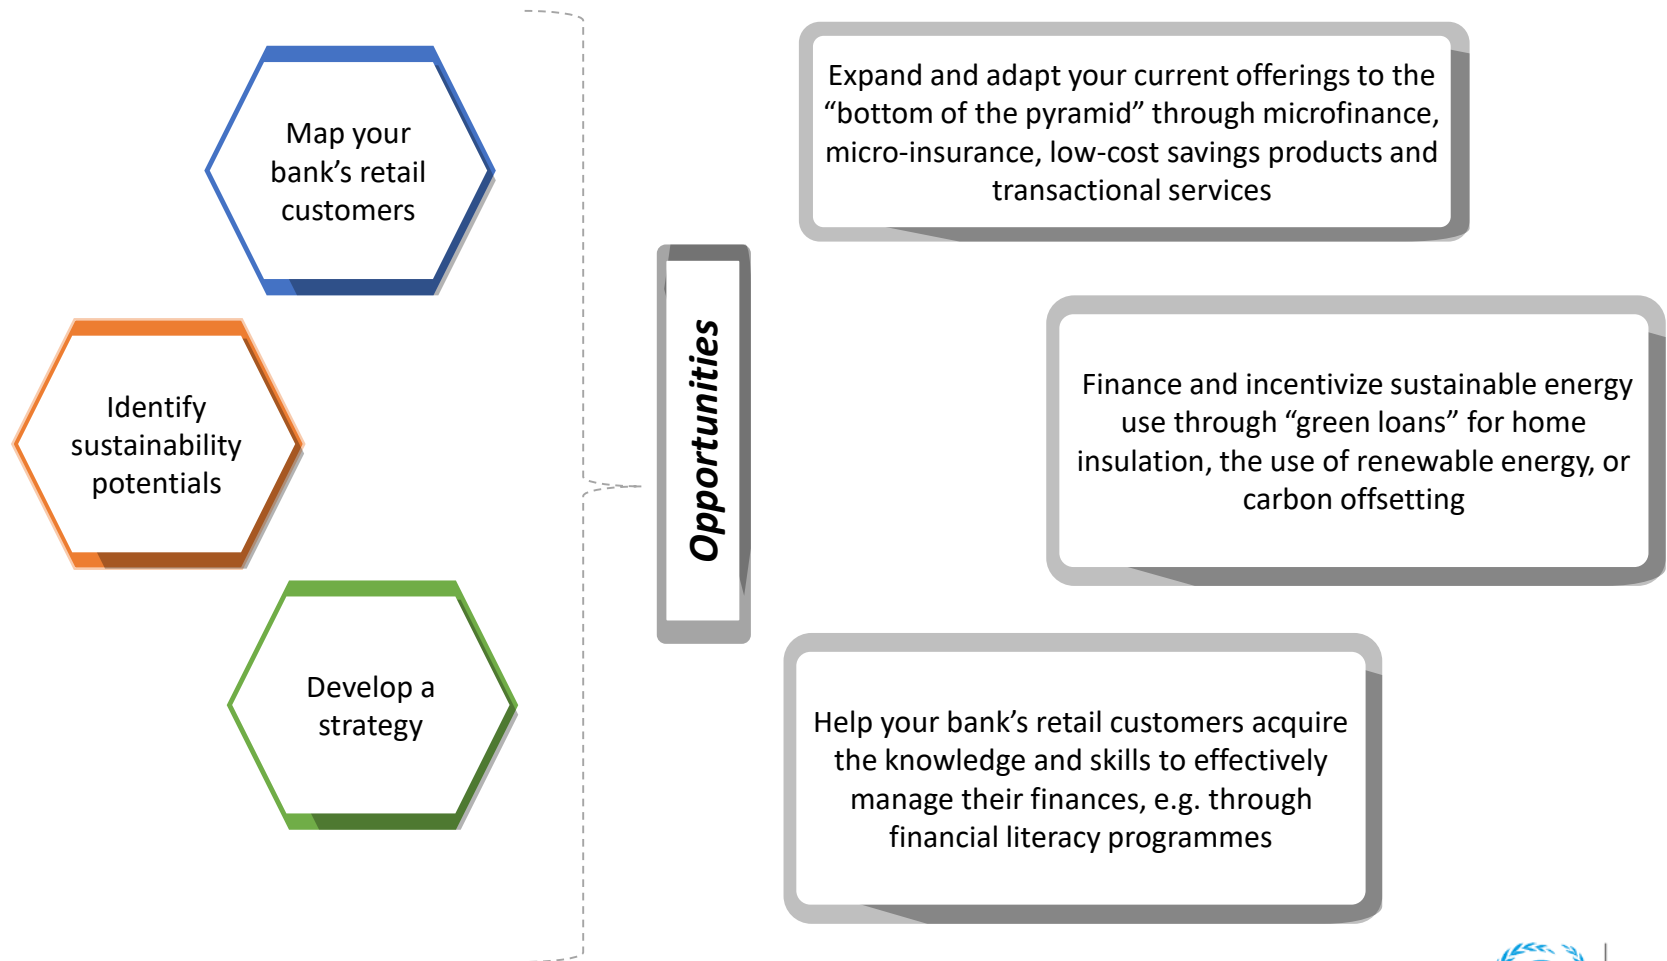 Map your
bank’s retail
customers
Identify
sustainability
potentials
Develop a
strategy
Opportunities
Expand and adapt your current offerings to the
“bottom of the pyramid” through microfinance,
micro-insurance, low-cost savings products and
transactional services
Finance and incentivize sustainable energy
use through “green loans” for home
insulation, the use of renewable energy, or
carbon offsetting
Help your bank’s retail customers acquire
the knowledge and skills to effectively
manage their finances, e.g. through
financial literacy programmes